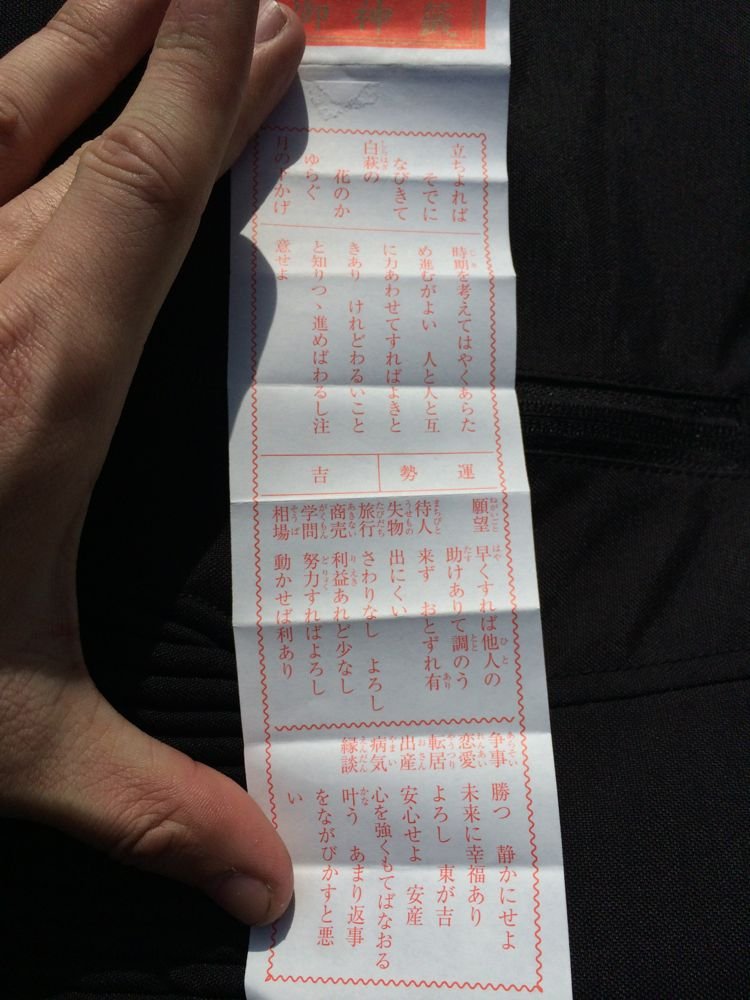 御神籤
立ちよれば
そでに
なびきて
白萩の
花のか
ゆらぐ
月の下かげ
時期を考えてはやくあらた
め進むがよい　人と人と互
に力あわせてすればよきと
きあり　けれどわるいこと
と知りつゝ進めばわるし注
意せよ
運勢
吉
願望　早くすれば他人の
助けありて調のう
待人　来ず　おとずれ有
失物　出にくい
旅行　さわりなし　よろし
商売　利益あれど少なし
学問　努力すればよろし
相場　動かせば利あり
争事　勝つ　静かにせよ
恋愛　未来に幸福あり
転居　よろし　東が吉
出産　安心せよ　安産
病気　心を強くもてばなおる
縁談　叶う　あまり返事
をながびかすと悪
い